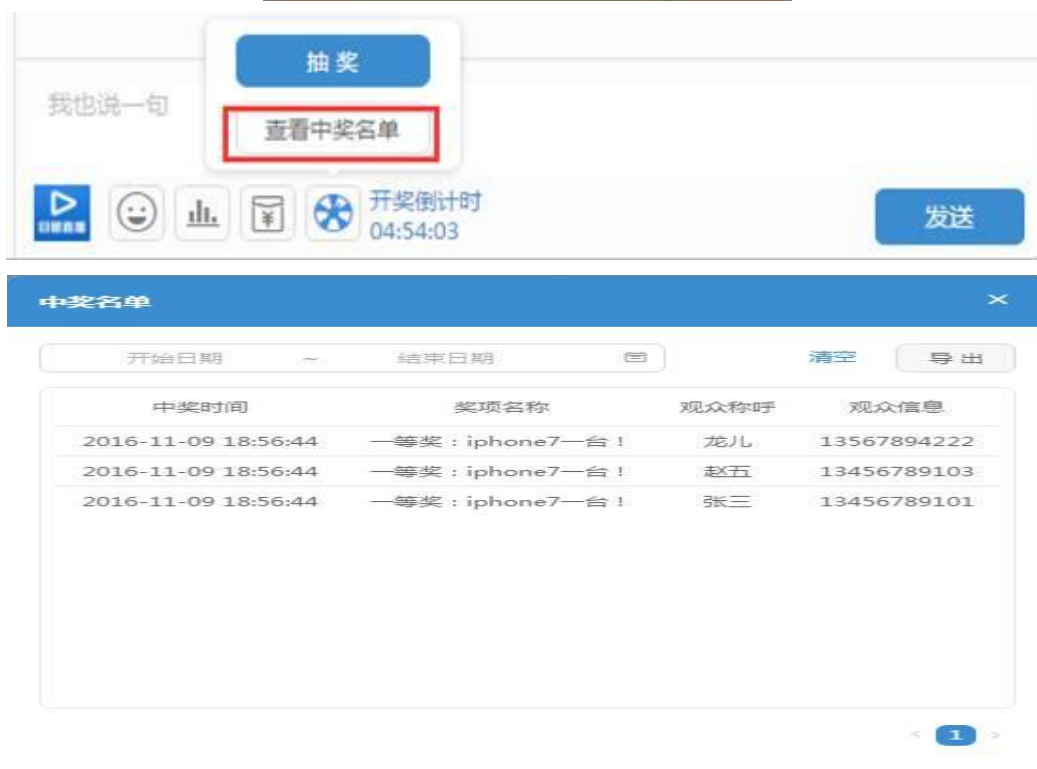 抽 奖
我也说一句
查看中奖名单
开奖倒计时
04:54:03
发送
中奖名单 ×
开始日期 ~ 结束日期 清空 导 出
中奖时间 奖项名称 观众称呼 观众信息
2016-11-09 18:56:44 一等奖：iphone7一台！ 龙儿 13567894222
2016-11-09 18:56:44 一等奖：iphone7一台！ 赵五 13456789103
2016-11-09 18:56:44 一等奖：iphone7一台！ 张三 13456789101
< 1 >